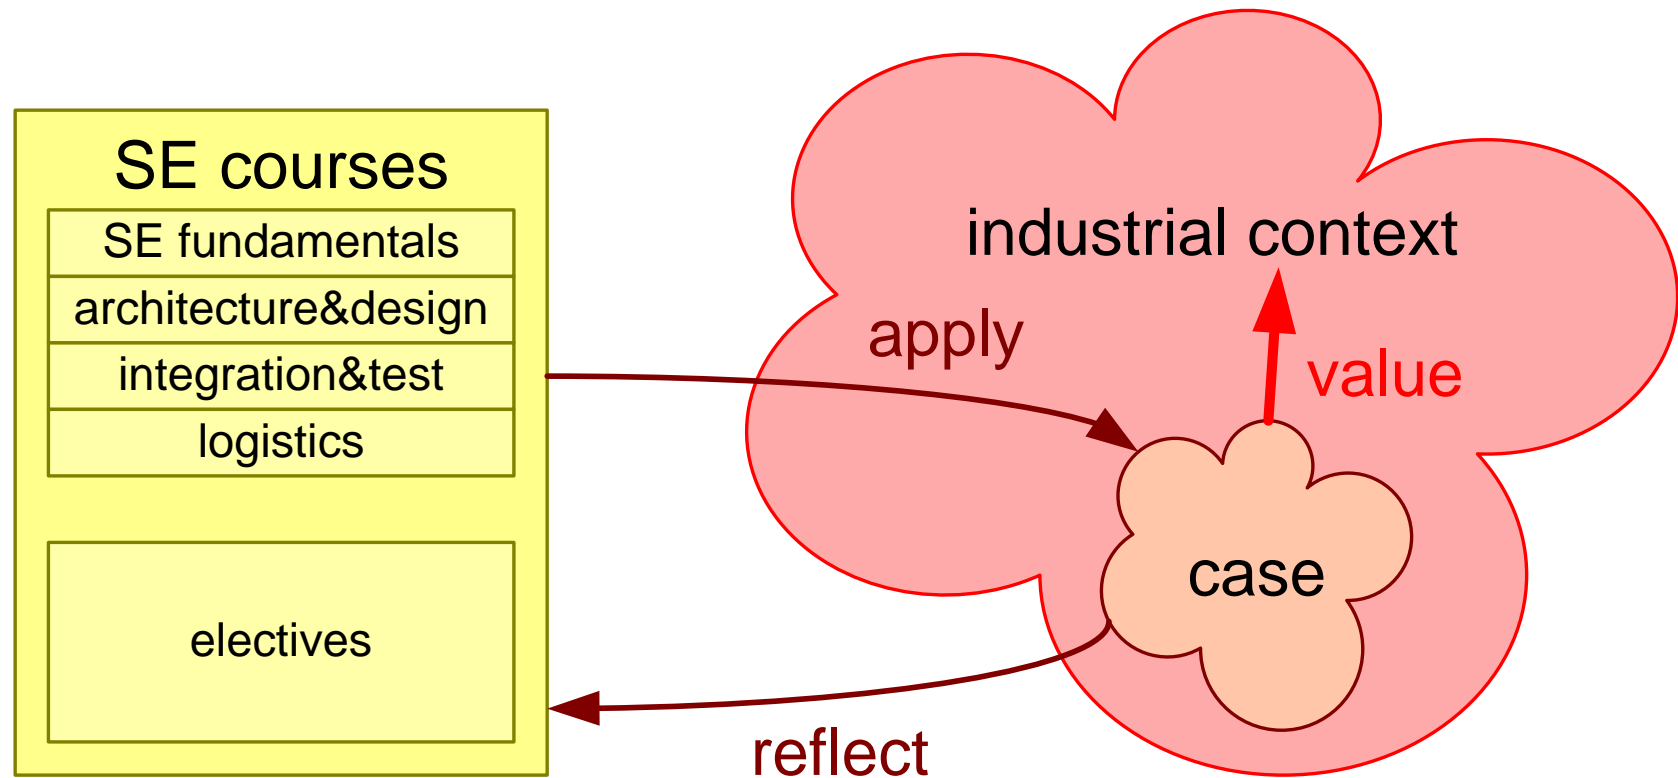 SE courses
SE fundamentals
architecture&design
integration&test
logistics
electives
industrial context
apply
value
case
reflect